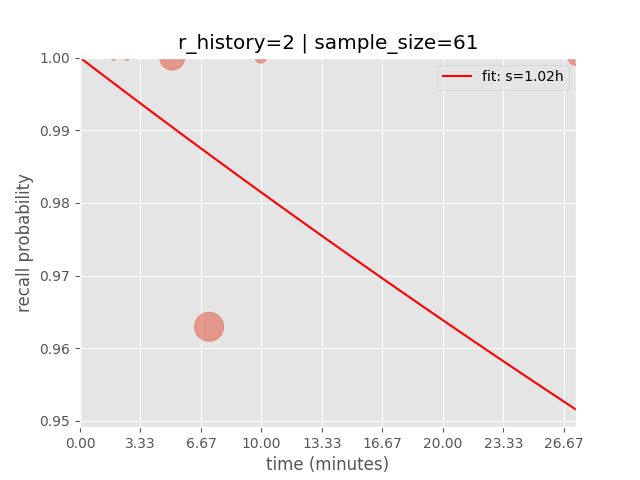 r_history=2 | sample_size=61
fit: s=1.02h
recall probability
1.00
0.99
0.98
0.97
0.96
0.95
0.00 3.33 6.67 10.00 13.33 16.67 20.00 23.33 26.67
time (minutes)